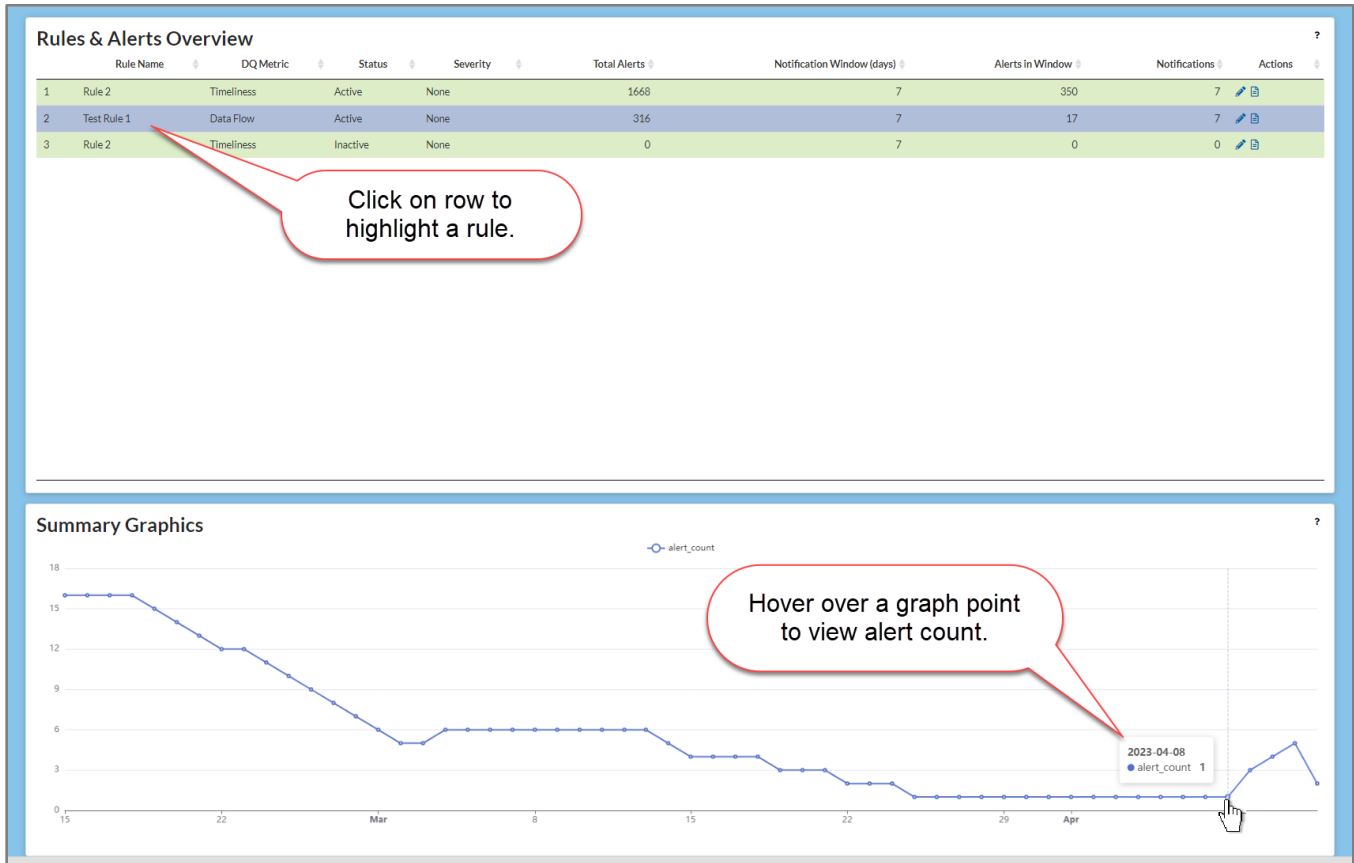 Rules & Alerts Overview
?
Rule Name DQ Metric Status Severity Total Alerts Notification Window (days) Alerts in Window Notifications Actions
1 Rule 2 Timeliness Active None 1668 7 350 7
2 Test Rule 1 Data Flow Active None 316 7 17 7
3 Rule 2 Timeliness Inactive None 0 7 0 0
Click on row to
highlight a rule.
Summary Graphics
?
alert_count
18
15
12
9
6
3
0
Hover over a graph point
to view alert count.
2023-04-08
alert_count 1
15 22 Mar 8 15 22 29 Apr